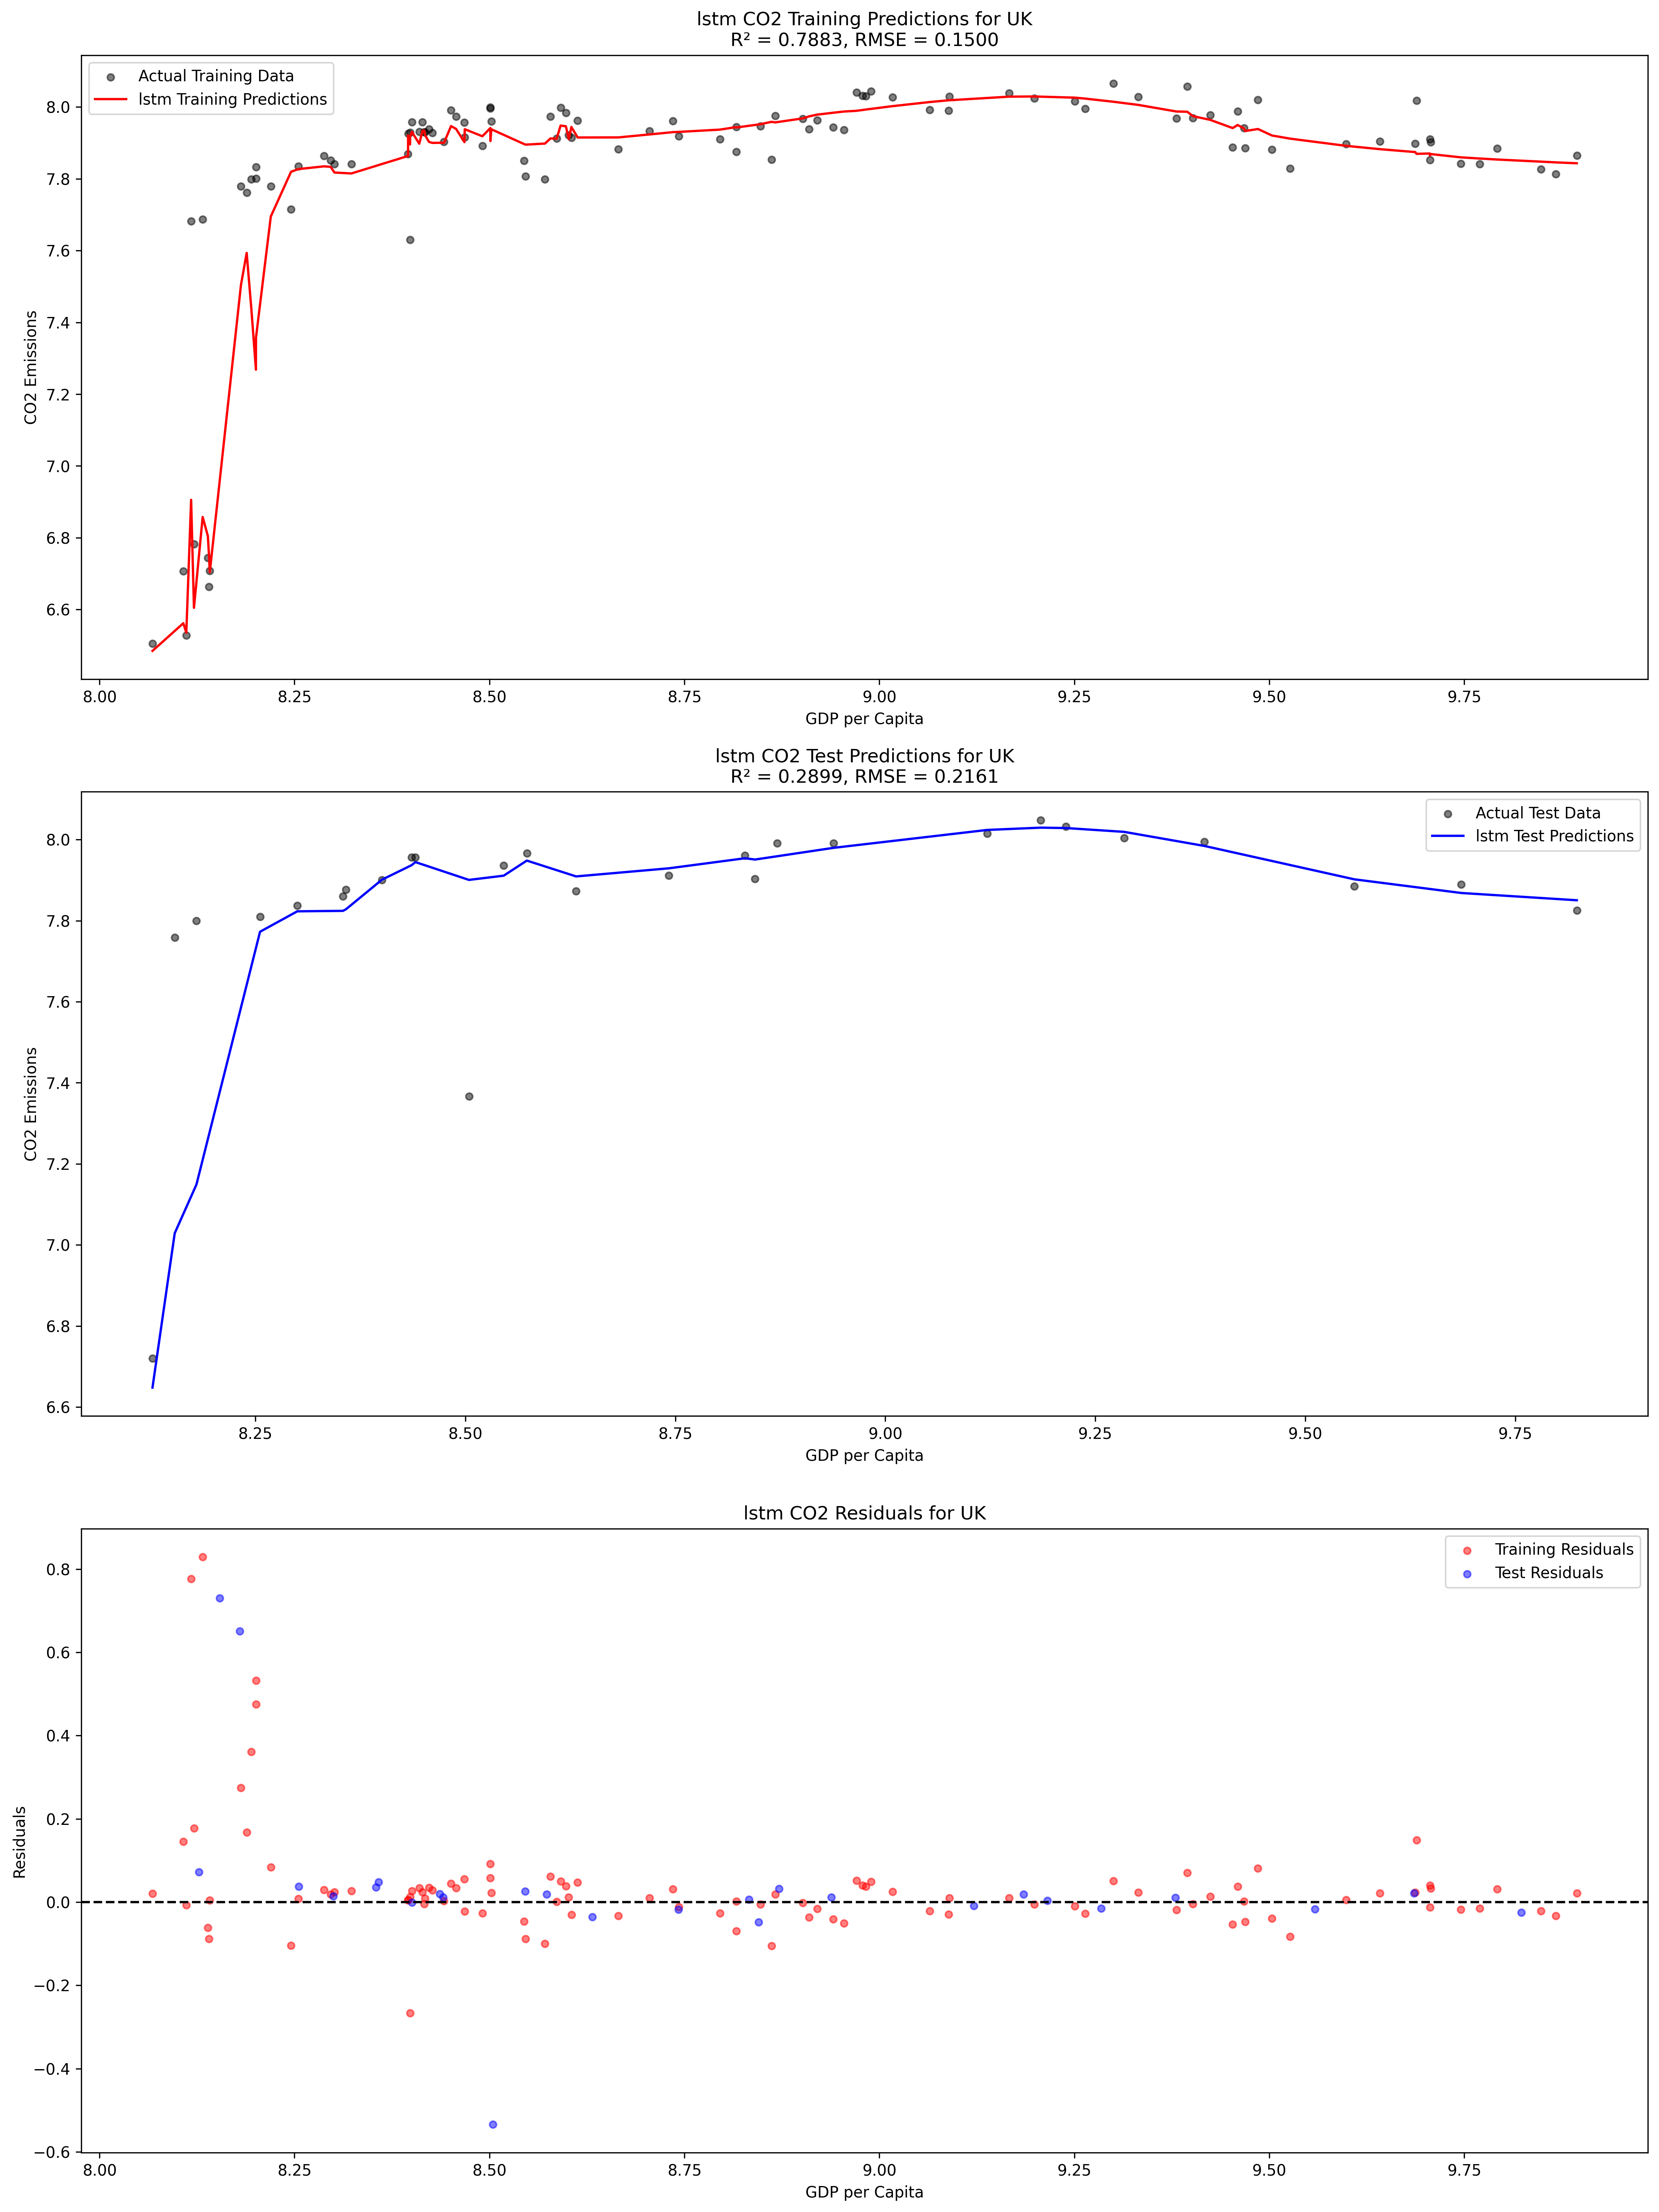 lstm CO2 Training Predictions for UK
R² = 0.7883, RMSE = 0.1500
Actual Training Data
lstm Training Predictions
CO2 Emissions
8.0
7.8
7.6
7.4
7.2
7.0
6.8
6.6
8.00 8.25 8.50 8.75 9.00 9.25 9.50 9.75
GDP per Capita
lstm CO2 Test Predictions for UK
R² = 0.2899, RMSE = 0.2161
Actual Test Data
lstm Test Predictions
CO2 Emissions
8.0
7.8
7.6
7.4
7.2
7.0
6.8
6.6
8.25 8.50 8.75 9.00 9.25 9.50 9.75
GDP per Capita
lstm CO2 Residuals for UK
Training Residuals
Test Residuals
Residuals
0.8
0.6
0.4
0.2
0.0
−0.2
−0.4
−0.6
8.00 8.25 8.50 8.75 9.00 9.25 9.50 9.75
GDP per Capita